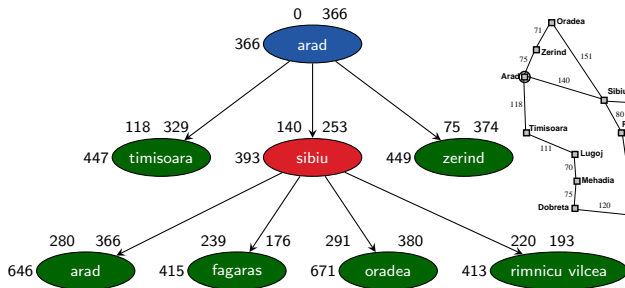 0 366
366 arad
118 329
447 timisoara
140 253
393 sibiu
75 374
449 zerind
280 366
646 arad
239 176
415 fagaras
291 380
671 oradea
220 193
413 rimnicu vilcea
Oradea
71
Zerind
151
75
Arad
140
Sibiu
118
80
Timisoara
111
Lugoj
70
Mehadia
75
Dobreta
120